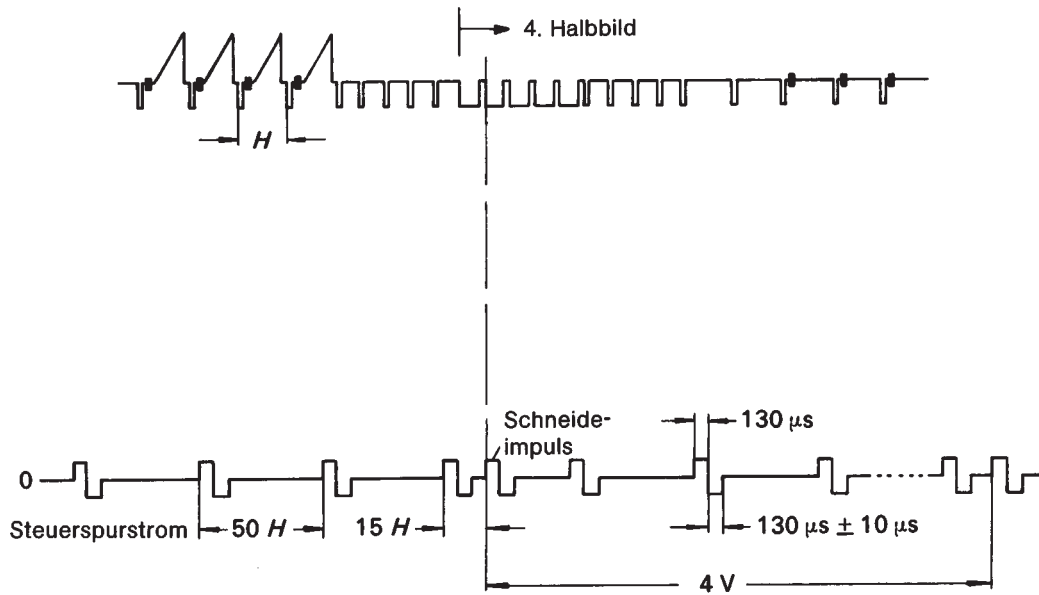 4. Halbbild
H
Schneide-
impuls
130 µs
0
Steuerspurstrom
50 H
15 H
130 µs ± 10 µs
4 V